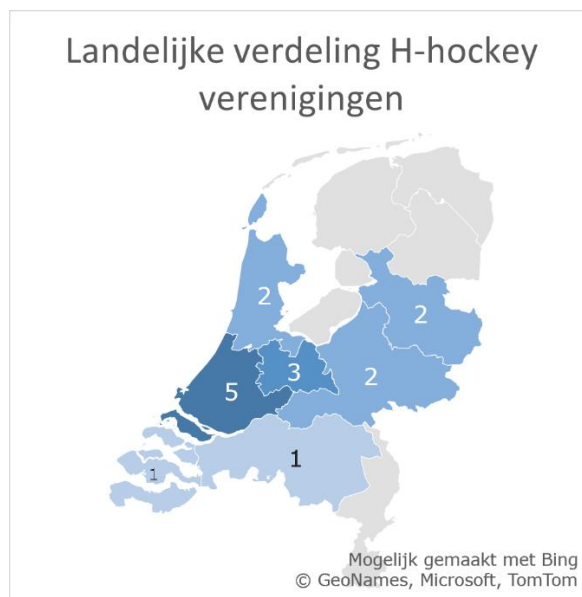 Landelijke verdeling H-hockey
verenigingen
2
2
3
2
5
1
1
Mogelijk gemaakt met Bing
© GeoNames, Microsoft, TomTom